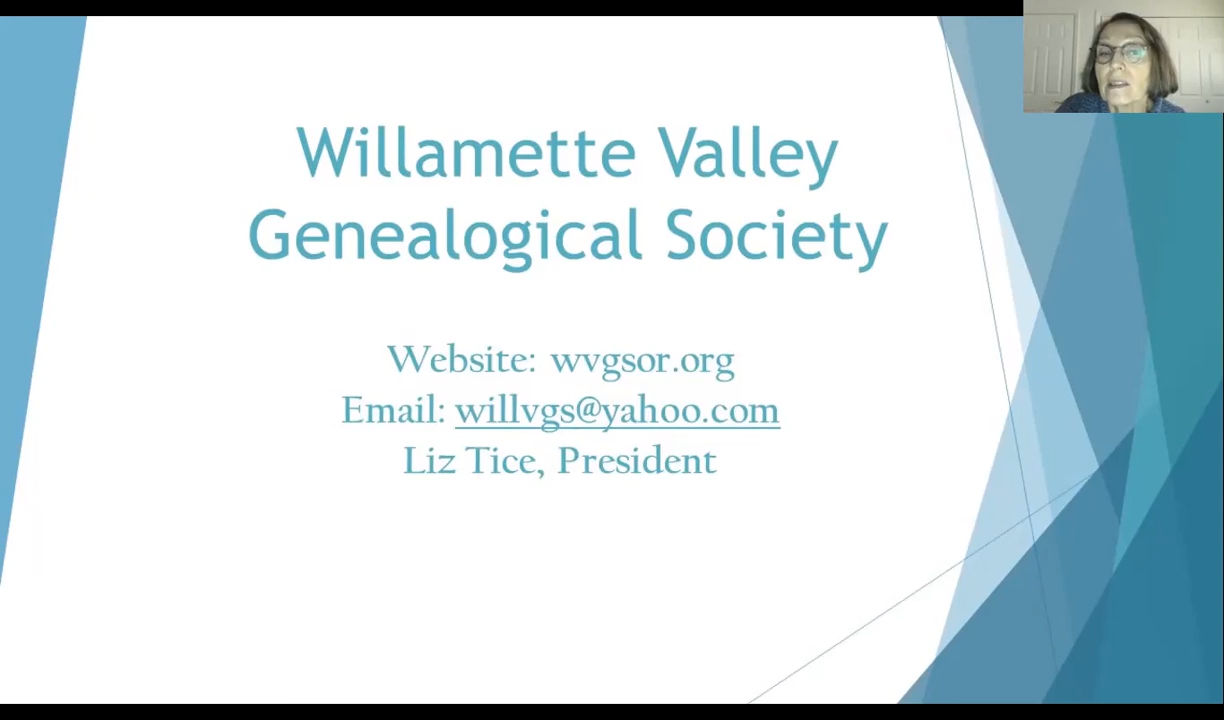 Willamette Valley
Genealogical Society
Website: wvgsor.org
Email: willvgs@yahoo.com
Liz Tice, President